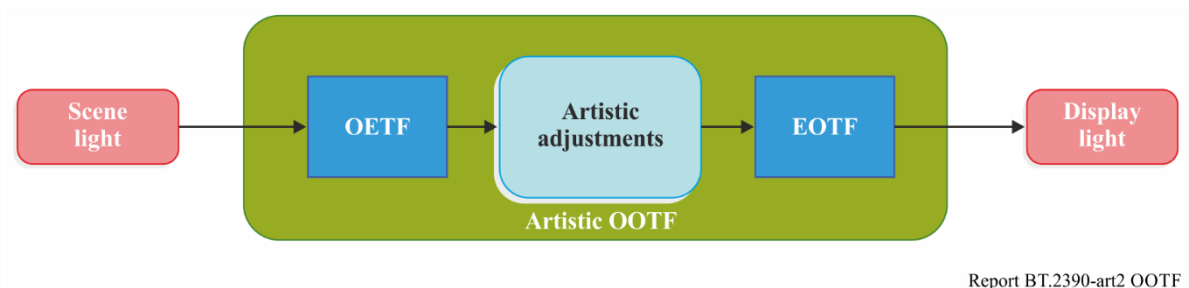 Scene
light
OETF
Artistic
adjustments
EOTF
Display
light
Artistic OOTF
Report BT.2390-art2 OOTF